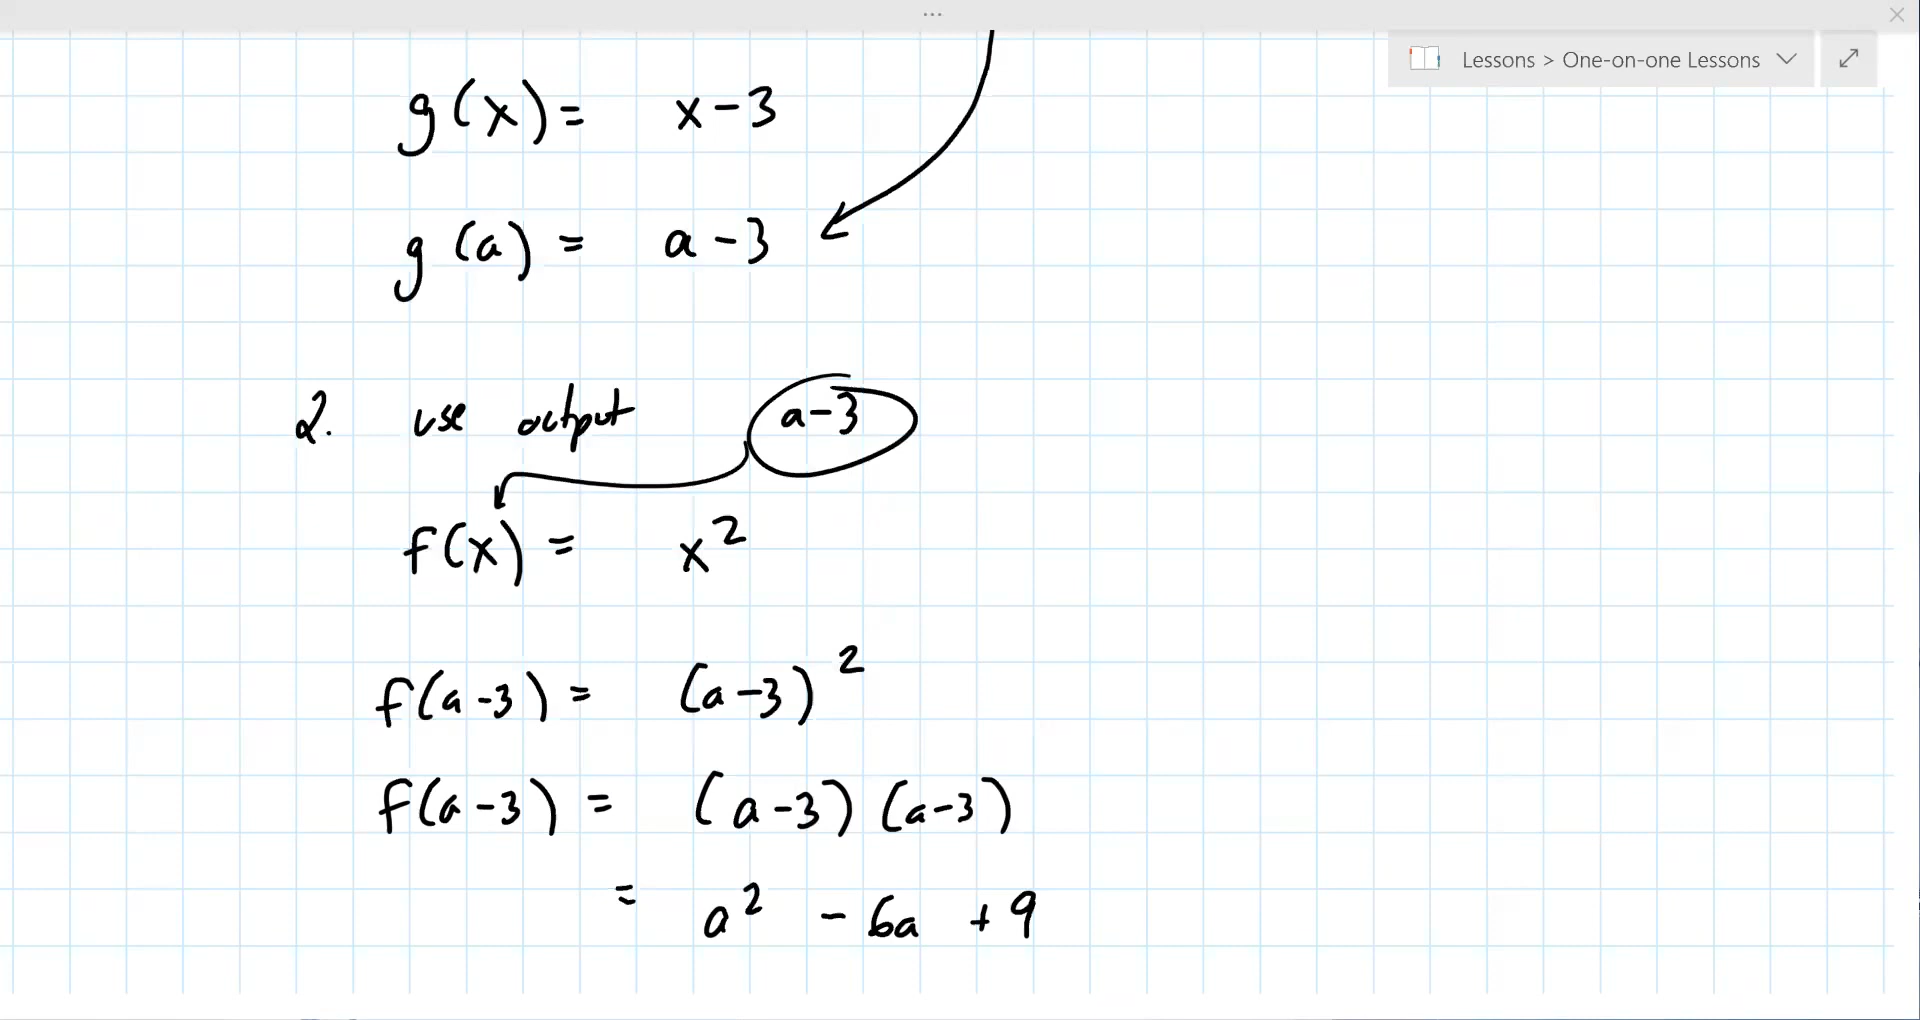 Lessons > One-on-one Lessons
g(x) = x-3
g(a) = a-3
2. use output a-3
f(x) = x²
f(a-3) = (a-3)²
f(a-3) = (a-3)(a-3)
= a² - 6a + 9